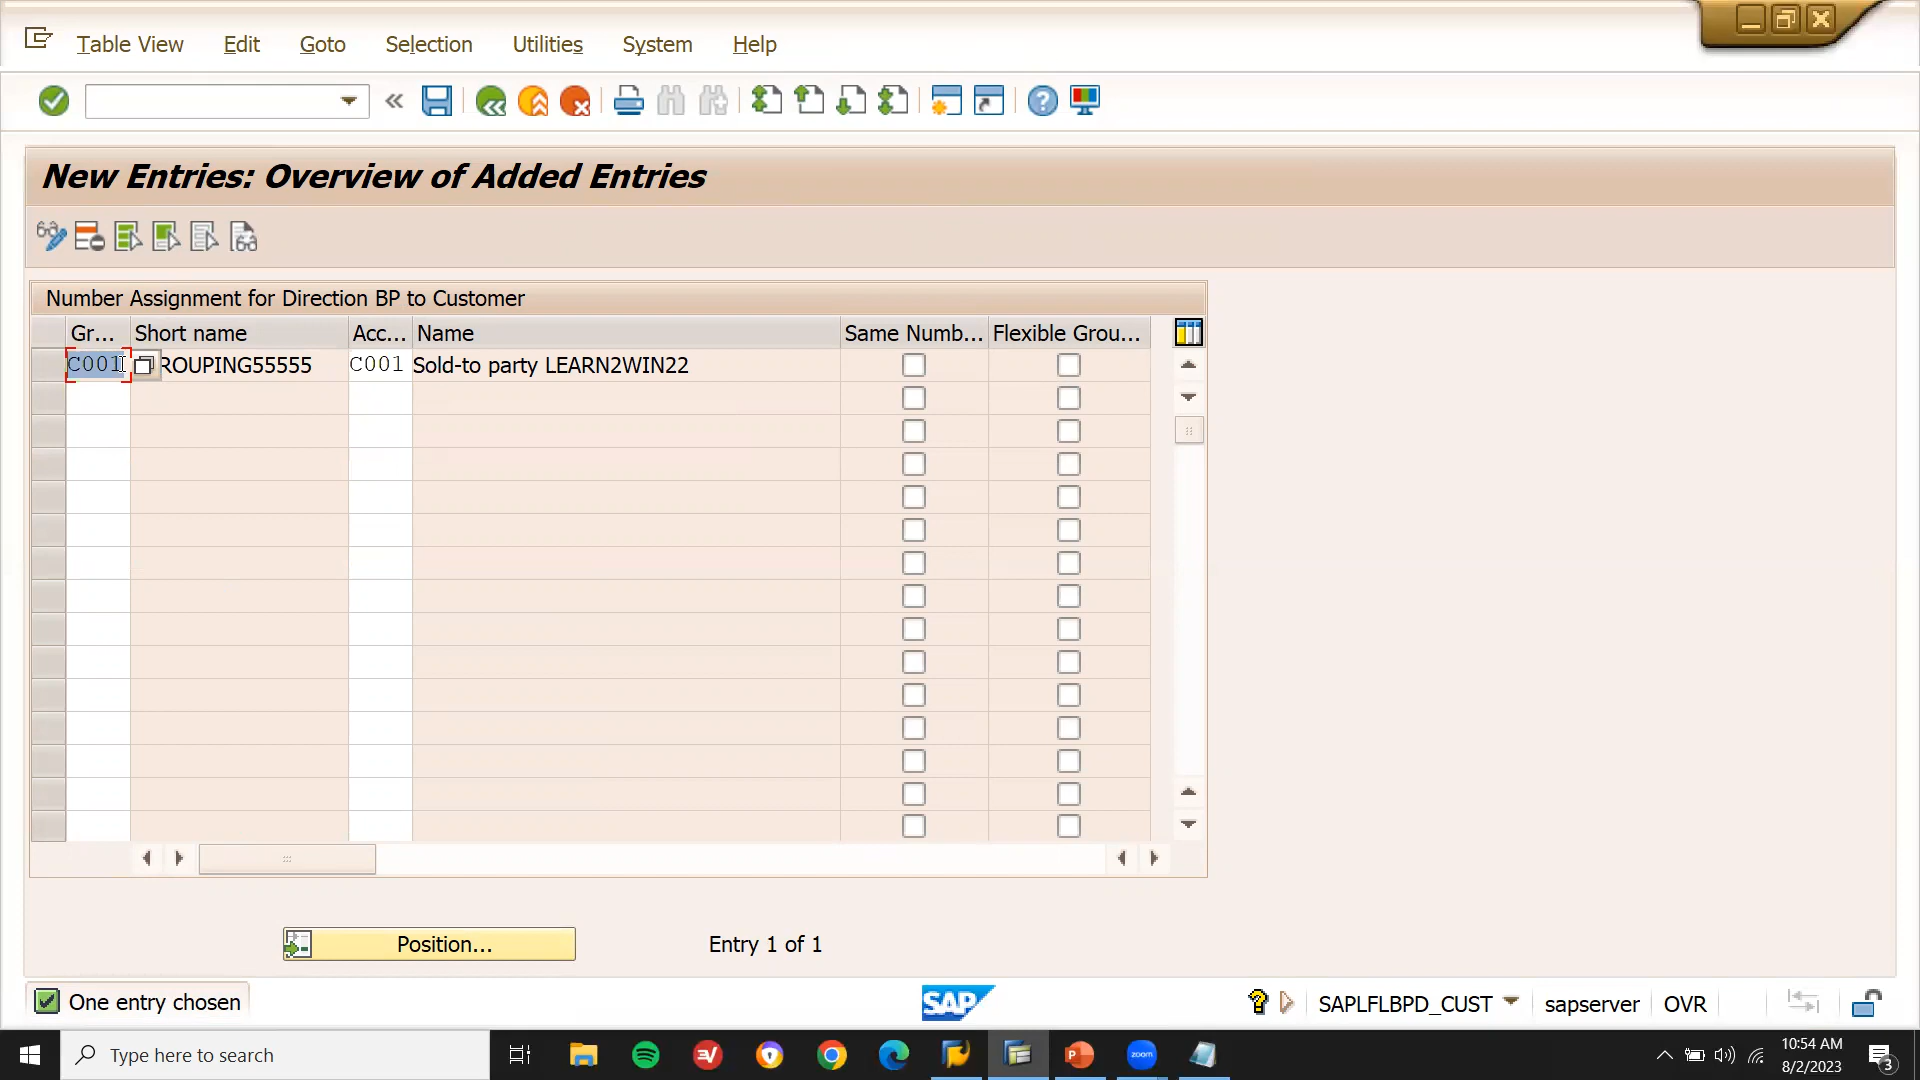 Table View Edit Goto Selection Utilities System Help
New Entries: Overview of Added Entries
Number Assignment for Direction BP to Customer
Gr... Short name Acc... Name Same Numb... Flexible Grou...
C001 ROUPING55555 C001 Sold-to party LEARN2WIN22
Position... Entry 1 of 1
One entry chosen SAP SAPLFLBPD_CUST sapserver OVR
Type here to search zoom 10:54 AM
8/2/2023 3